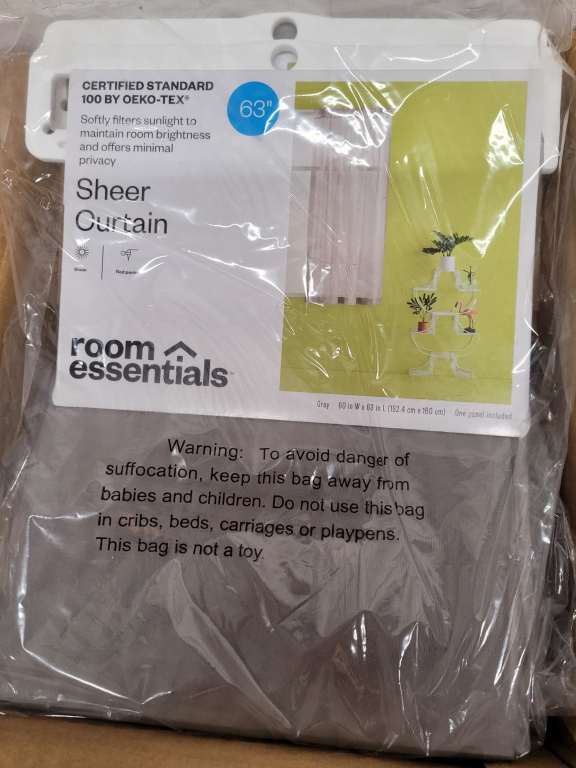 CERTIFIED STANDARD
100 BY OEKO-TEX®
63"
Softly filters sunlight to
maintain room brightness
and offers minimal
privacy
Sheer
Curtain
Sheer
room
essentials™
Gray 60 in W x 63 in L (152.4 cm x 160 cm) One panel included
Warning: To avoid danger of
suffocation, keep this bag away from
babies and children. Do not use this bag
in cribs, beds, carriages or playpens.
This bag is not a toy.